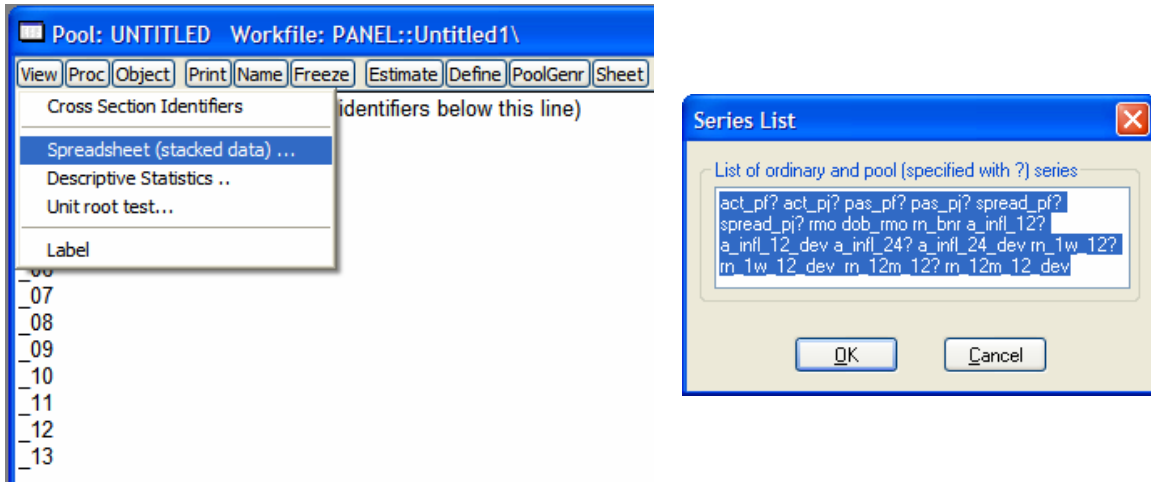 Pool: UNTITLED Workfile: PANEL::Untitled1\
View Proc Object Print Name Freeze Estimate Define PoolGenr Sheet
Cross Section Identifiers
identifiers below this line)
Spreadsheet (stacked data) ...
Descriptive Statistics ..
Unit root test...
Label
_07
_08
_09
_10
_11
_12
_13
Series List
List of ordinary and pool (specified with ?) series
act_pf? act_pj? pas_pf? pas_pj? spread_pf?
spread_pj? rmo dob_rmo rn_bnr a_infl_12?
a_infl_12_dev a_infl_24? a_infl_24_dev rn_1w_12?
rn_1w_12_dev rn_12m_12? rn_12m_12_dev
OK Cancel